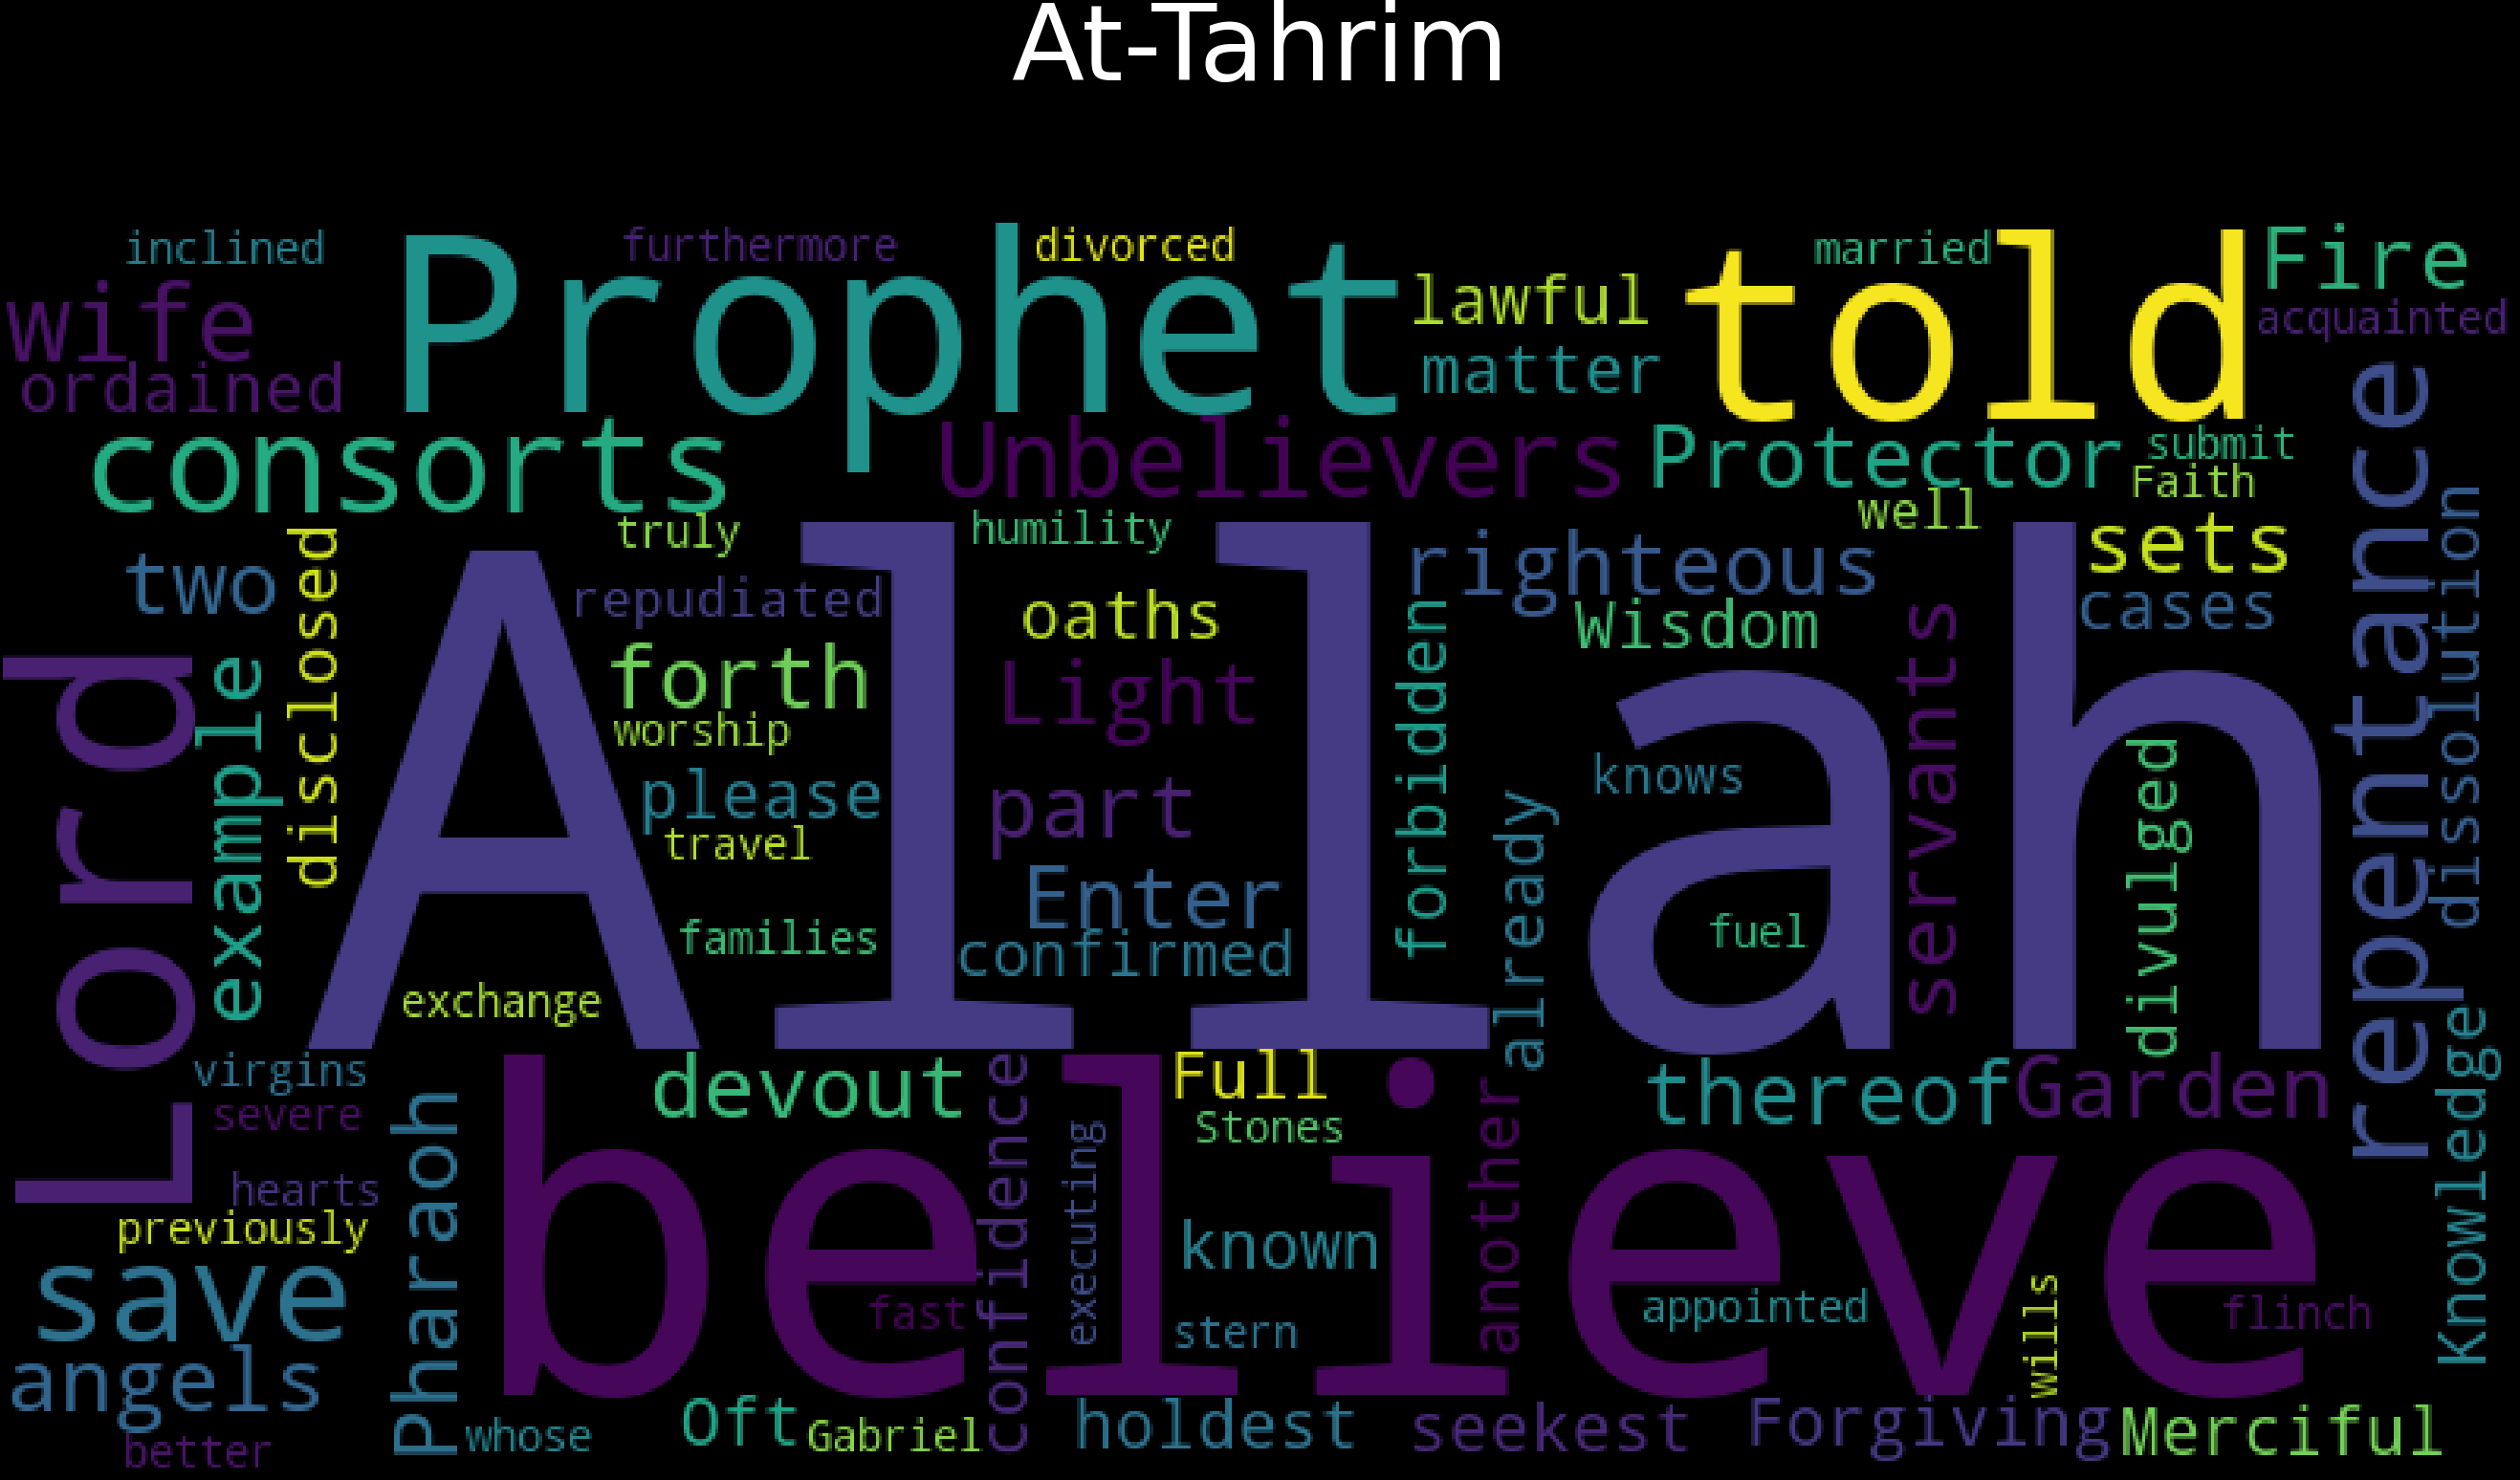 At-Tahrim
inclined
furthermore
divorced
married
Fire
Wife
Prophet
lawful
told
acquainted
ordained
matter
consorts
Unbelievers
Protector
submit
Faith
repentance
well
truly
humility
disclosed
two
righteous
sets
dissolution
repudiated
oaths
Wisdom
cases
Allah
forth
Light
forbidden
servants
Lord
example
worship
please
part
knows
divulged
travel
already
Enter
families
confirmed
fuel
exchange
virgins
devout
Full
thereof
Garden
Knowledge
severe
Pharaoh
believe
confidence
Stones
executing
another
hearts
previously
known
save
fast
stern
appointed
wills
flinch
angels
whose
Oft
Gabriel
holdest
seekest
Forgiving
Merciful
better